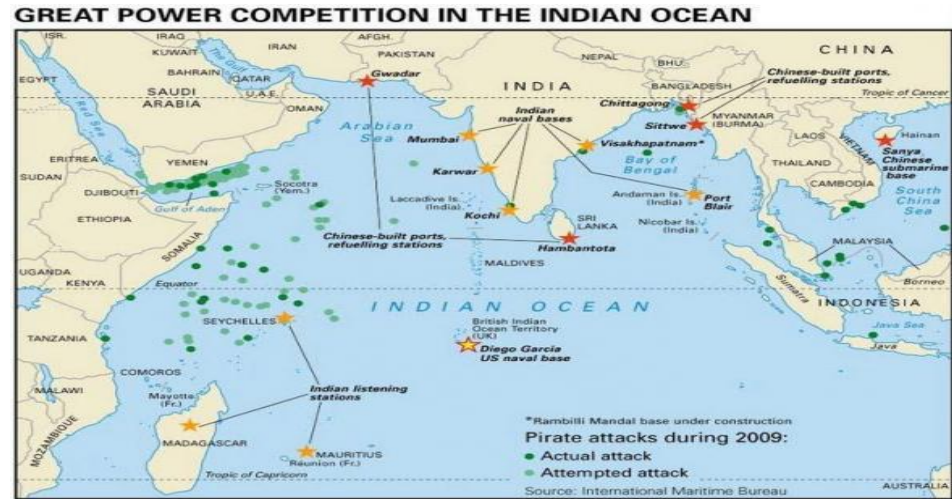 GREAT POWER COMPETITION IN THE INDIAN OCEAN
ISR.
IRAQ
KUWAIT
IRAN
AFGH.
PAKISTAN
NEPAL
BHU.
CHINA
EGYPT
BAHRAIN
The Gulf
QATAR
U.A.E.
SAUDI
ARABIA
Red Sea
OMAN
Gwadar
INDIA
BANGLADESH
Chinese-built ports,
refuelling stations
Tropic of Cancer
Arabian
Sea
Indian
naval bases
Mumbai
Chittagong
Sittwe
MYANMAR
(BURMA)
LAOS
VIETNAM
Hainan
Sanya
Chinese
submarine
base
ERITREA
YEMEN
SUDAN
DJIBOUTI
Gulf of Aden
Socotra
(Yem.)
ETHIOPIA
Karwar
Visakhapatnam*
Bay of
Bengal
THAILAND
CAMBODIA
South
China
Sea
Laccadive Is.
(India)
Kochi
Andaman Is.
(India)
Port
Blair
Nicobar Is.
(India)
SRI
LANKA
Hambantota
Chinese-built ports,
refuelling stations
MALDIVES
SOMALIA
UGANDA
KENYA
Equator
MALAYSIA
Borneo
Sumatra
INDONESIA
INDIAN OCEAN
SEYCHELLES
British Indian
Ocean Territory
(UK)
Diego Garcia
US naval base
Java Sea
Java
TANZANIA
COMOROS
MALAWI
Mayotte
(Fr.)
Indian listening
stations
MOZAMBIQUE
MADAGASCAR
MAURITIUS
Réunion (Fr.)
Tropic of Capricorn
*Rambilli Mandal base under construction
Pirate attacks during 2009:
Actual attack
Attempted attack
Source: International Maritime Bureau
AUSTRALIA